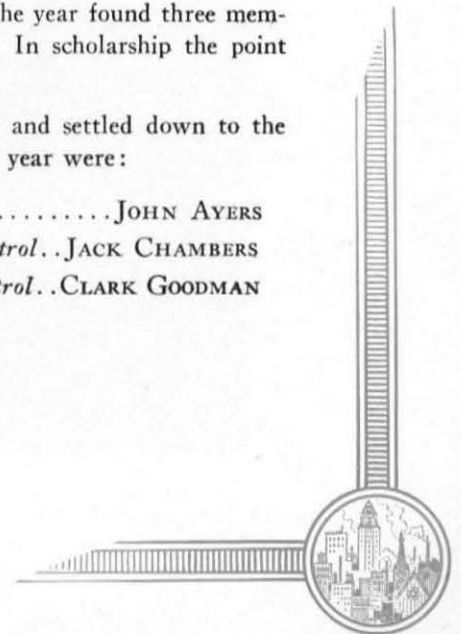 he year found three mem-
In scholarship the point
and settled down to the
year were:
.........JOHN AYERS
trol..JACK CHAMBERS
rol..CLARK GOODMAN